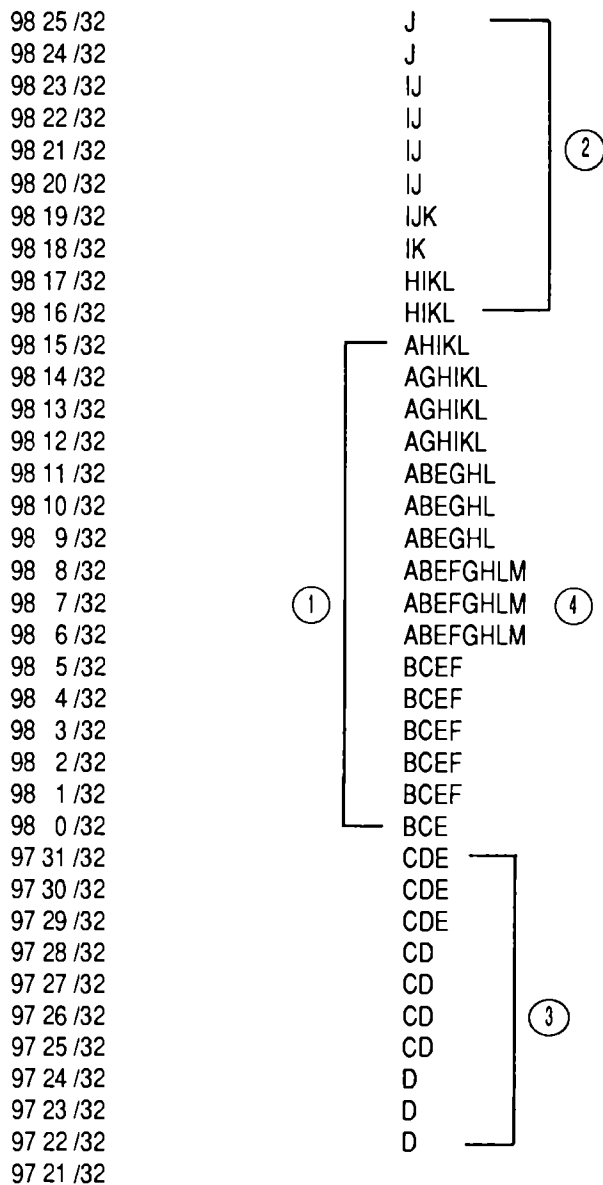 98 25 /32 J
98 24 /32 J
98 23 /32 IJ
98 22 /32 IJ
98 21 /32 IJ ②
98 20 /32 IJ
98 19 /32 IJK
98 18 /32 IK
98 17 /32 HIKL
98 16 /32 HIKL
98 15 /32 AHIKL
98 14 /32 AGHIKL
98 13 /32 AGHIKL
98 12 /32 AGHIKL
98 11 /32 ABEGHL
98 10 /32 ABEGHL
98 9 /32 ABEGHL
98 8 /32 ABEFGHLM
98 7 /32 ① ABEFGHLM ④
98 6 /32 ABEFGHLM
98 5 /32 BCEF
98 4 /32 BCEF
98 3 /32 BCEF
98 2 /32 BCEF
98 1 /32 BCEF
98 0 /32 BCE
97 31 /32 CDE
97 30 /32 CDE
97 29 /32 CDE
97 28 /32 CD
97 27 /32 CD
97 26 /32 CD ③
97 25 /32 CD
97 24 /32 D
97 23 /32 D
97 22 /32 D
97 21 /32